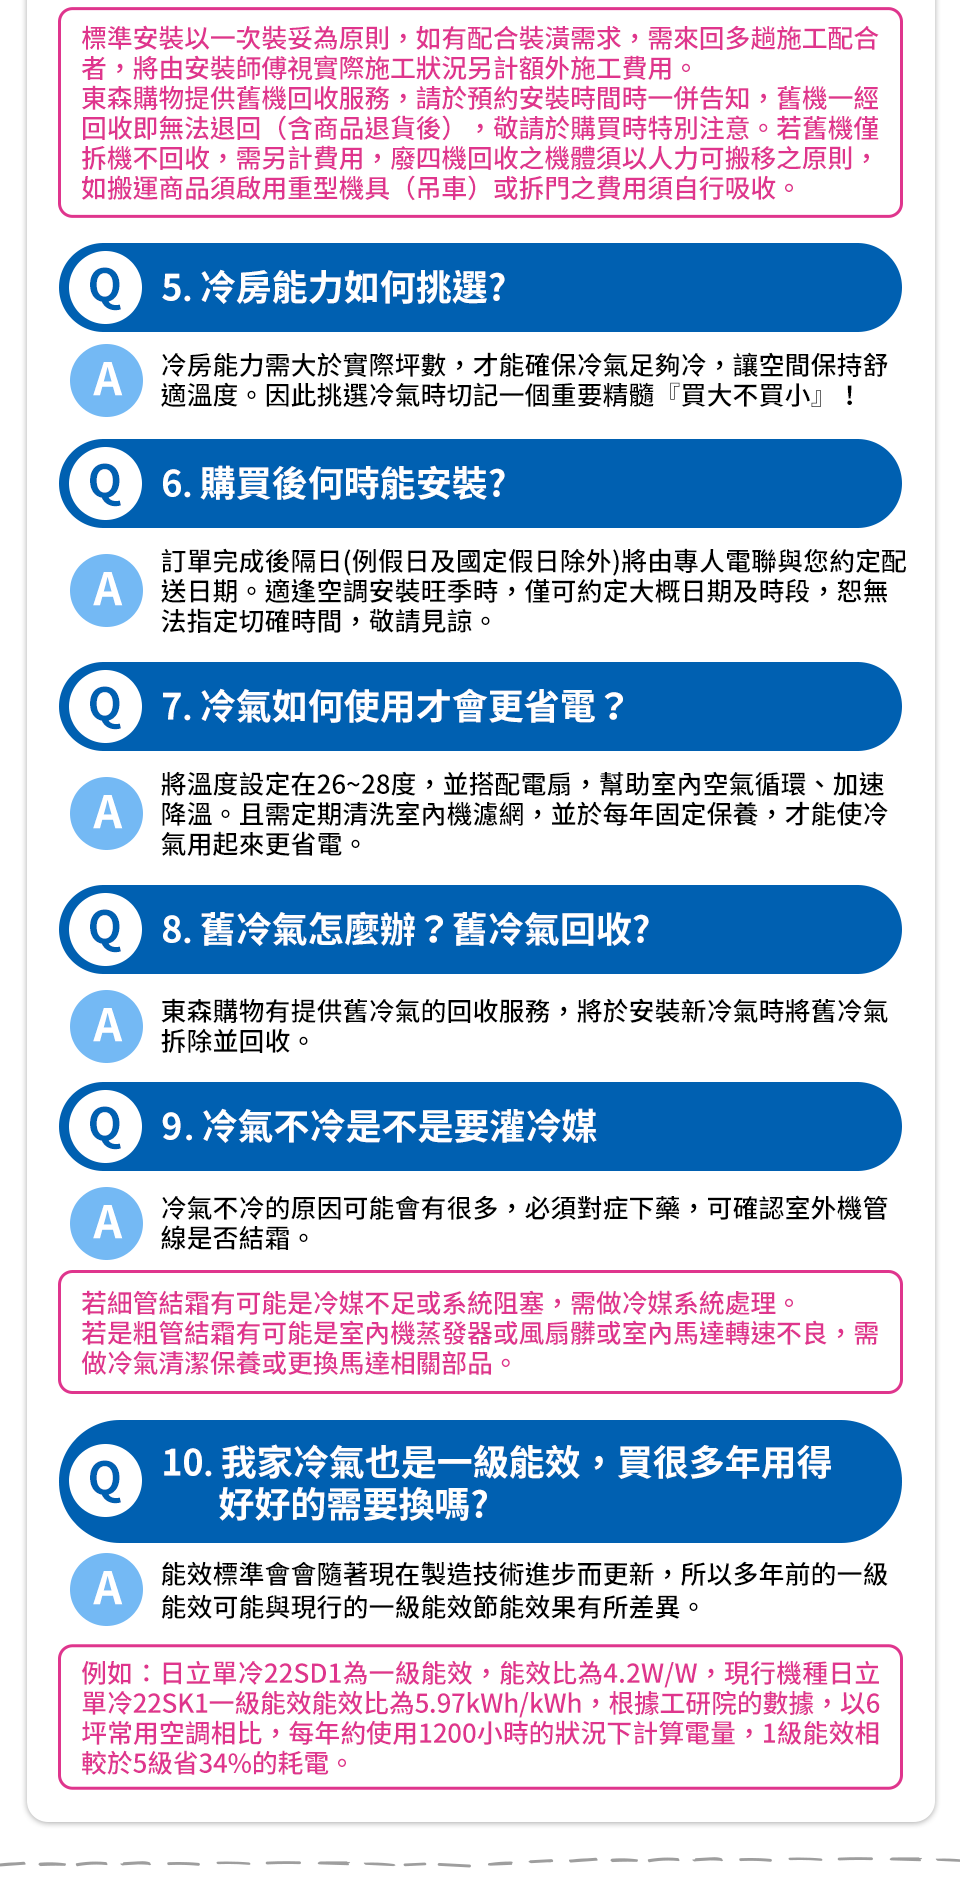 標準安裝以一次裝妥為原則，如有配合裝潢需求，需來回多趟施工配合
者，將由安裝師傅視實際施工狀況另計額外施工費用。
東森購物提供舊機回收服務，請於預約安裝時間時一併告知，舊機一經
回收即無法退回（含商品退貨後），敬請於購買時特別注意。若舊機僅
拆機不回收，需另計費用，廢四機回收之機體須以人力可搬移之原則，
如搬運商品須啟用重型機具（吊車）或拆門之費用須自行吸收。
Q 5. 冷房能力如何挑選?
A 冷房能力需大於實際坪數，才能確保冷氣足夠冷，讓空間保持舒
適溫度。因此挑選冷氣時切記一個重要精髓『買大不買小』！
Q 6. 購買後何時能安裝?
A 訂單完成後隔日(例假日及國定假日除外)將由專人電聯與您約定配
送日期。適逢空調安裝旺季時，僅可約定大概日期及時段，恕無
法指定切確時間，敬請見諒。
Q 7. 冷氣如何使用才會更省電？
A 將溫度設定在26~28度，並搭配電扇，幫助室內空氣循環、加速
降溫。且需定期清洗室內機濾網，並於每年固定保養，才能使冷
氣用起來更省電。
Q 8. 舊冷氣怎麼辦？舊冷氣回收?
A 東森購物有提供舊冷氣的回收服務，將於安裝新冷氣時將舊冷氣
拆除並回收。
Q 9. 冷氣不冷是不是要灌冷媒
A 冷氣不冷的原因可能會有很多，必須對症下藥，可確認室外機管
線是否結霜。
若細管結霜有可能是冷媒不足或系統阻塞，需做冷媒系統處理。
若是粗管結霜有可能是室內機蒸發器或風扇髒或室內馬達轉速不良，需
做冷氣清潔保養或更換馬達相關部品。
Q 10. 我家冷氣也是一級能效，買很多年用得
好好的需要換嗎?
A 能效標準會會隨著現在製造技術進步而更新，所以多年前的一級
能效可能與現行的一級能效節能效果有所差異。
例如：日立單冷22SD1為一級能效，能效比為4.2W/W，現行機種日立
單冷22SK1一級能效能效比為5.97kWh/kWh，根據工研院的數據，以6
坪常用空調相比，每年約使用1200小時的狀況下計算電量，1級能效相
較於5級省34%的耗電。